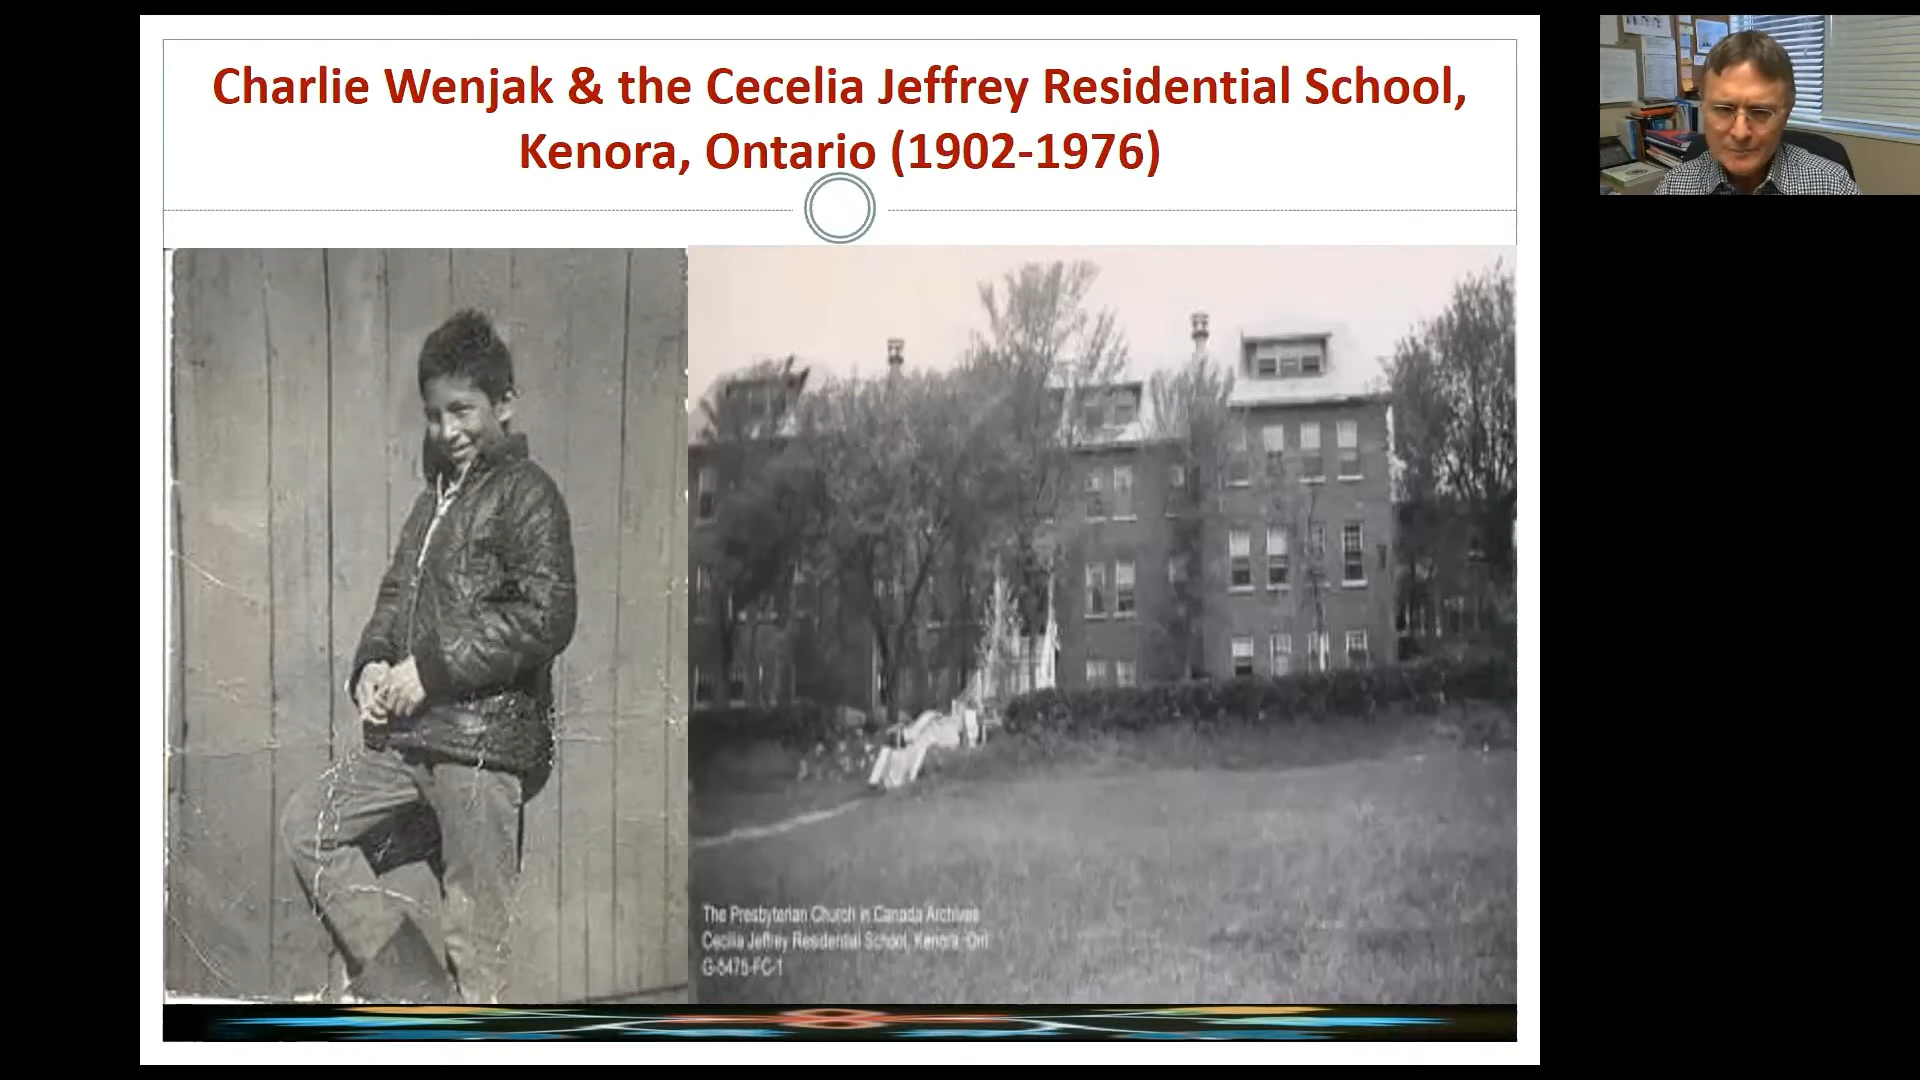 Charlie Wenjak & the Cecelia Jeffrey Residential School,
Kenora, Ontario (1902-1976)
The Presbyterian Church in Canada Archives
Cecilia Jeffrey Residential School, Kenora Ont
G-5475-FC-1